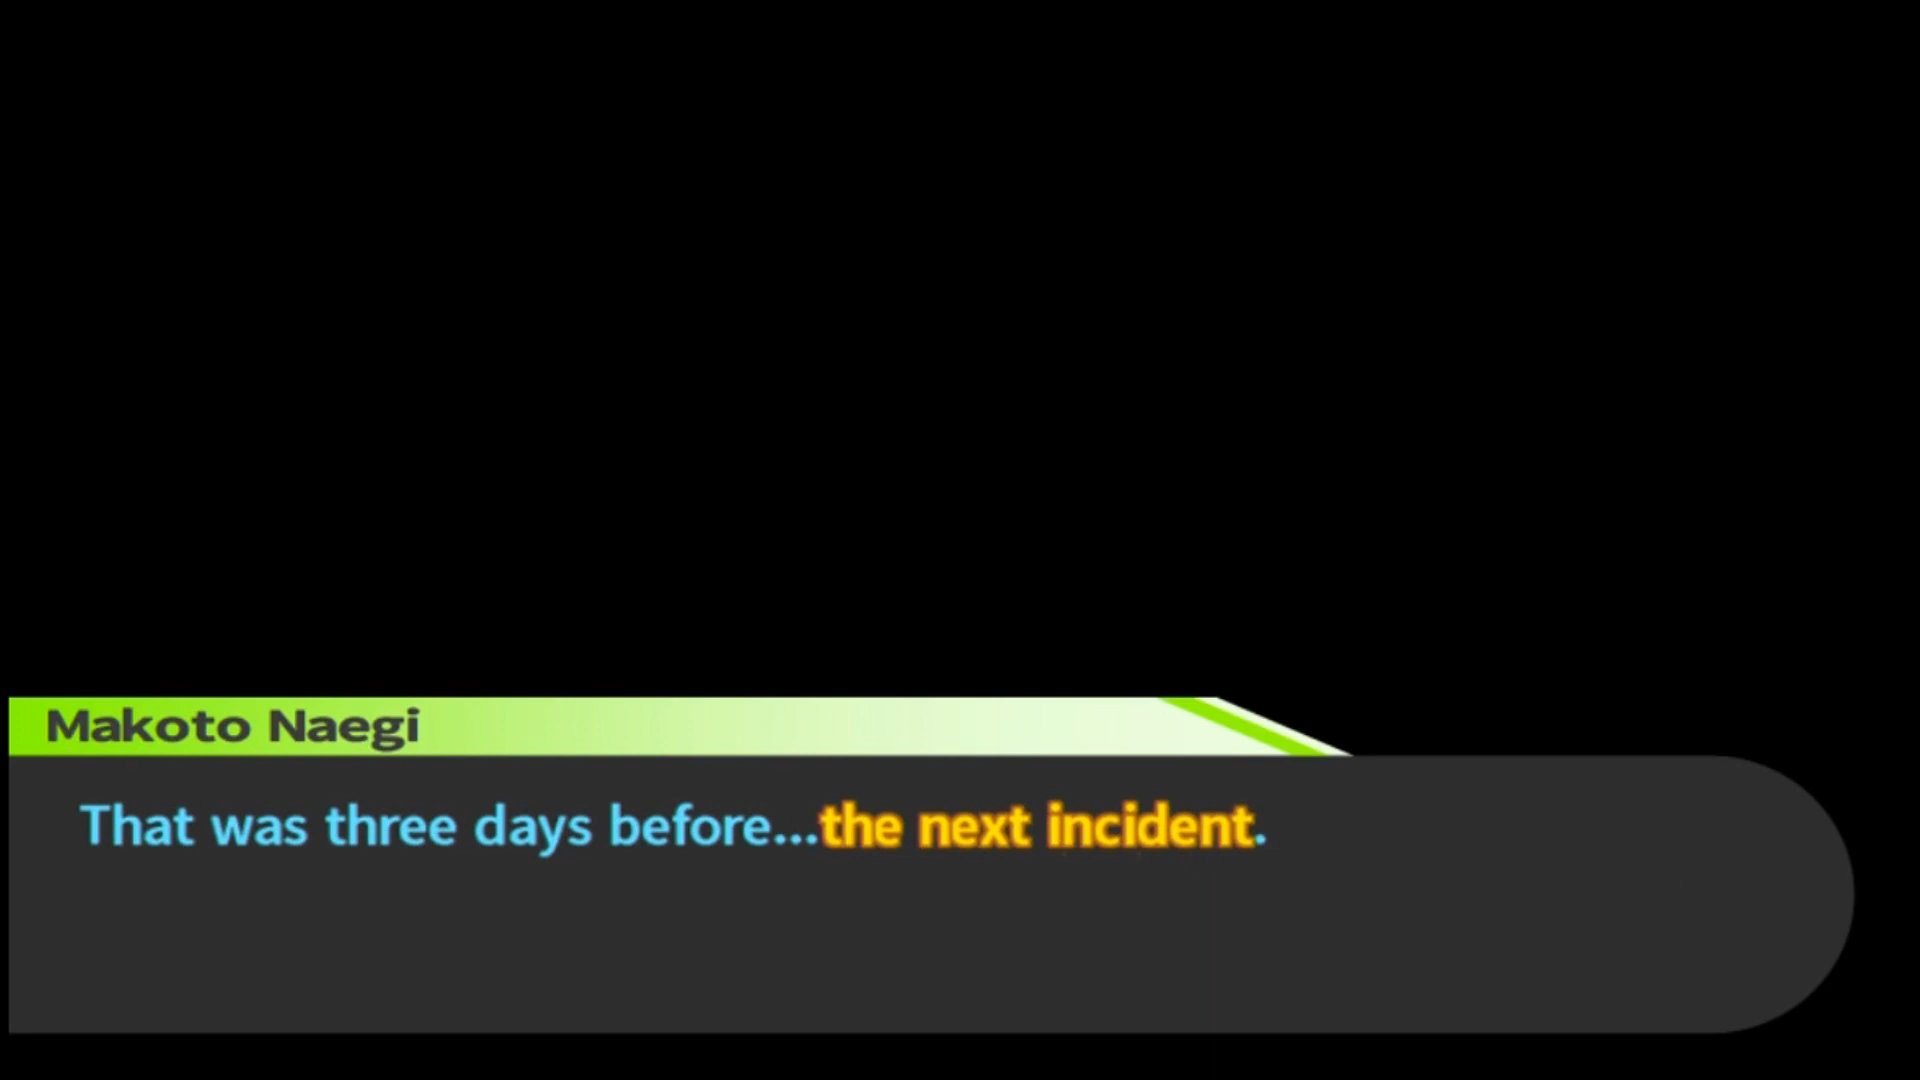 Makoto Naegi
That was three days before...the next incident.